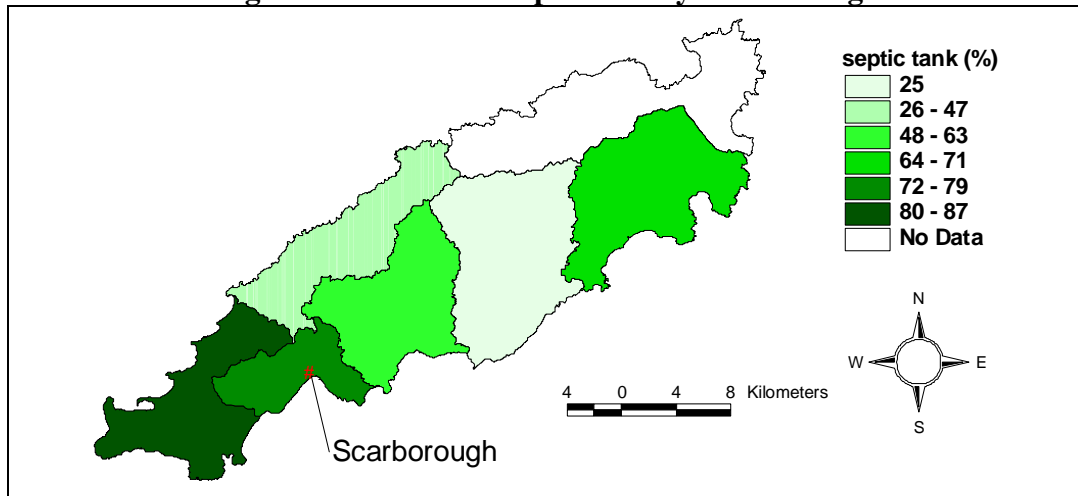 septic tank (%)
25
26 - 47
48 - 63
64 - 71
72 - 79
80 - 87
No Data
N
W E
S
4 0 4 8 Kilometers
Scarborough